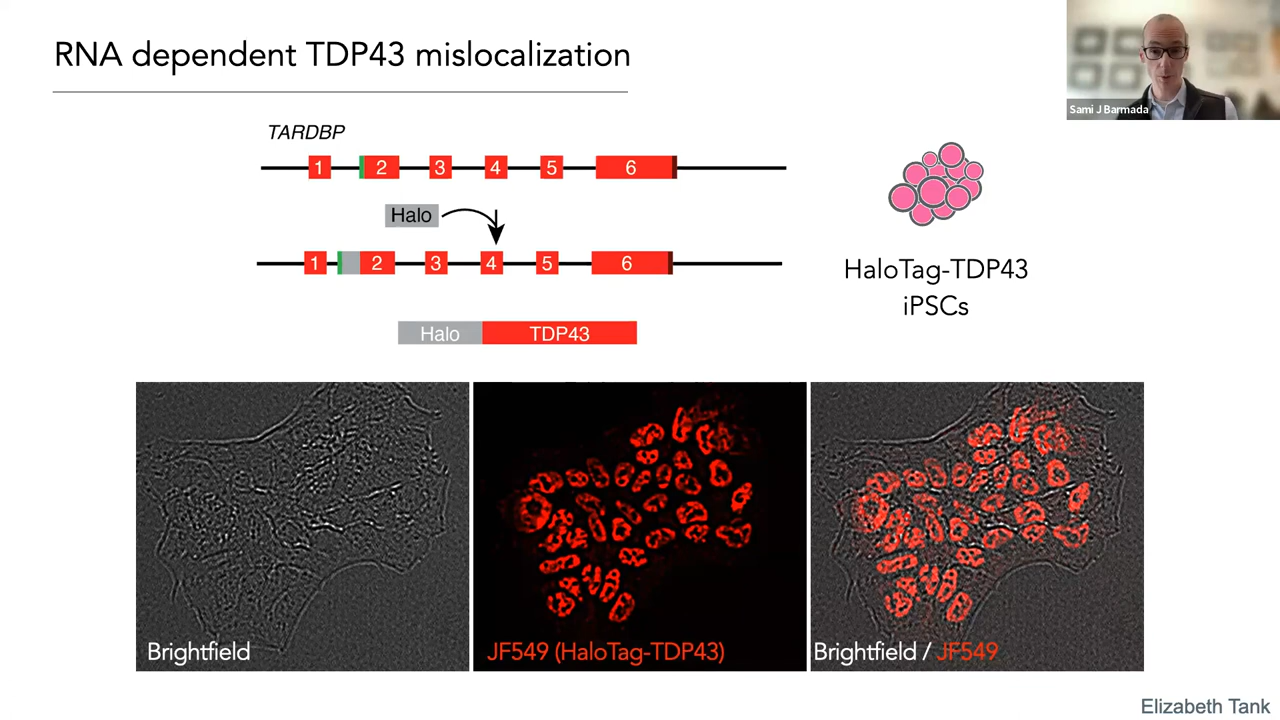 RNA dependent TDP43 mislocalization
Sami J Barmada
TARDBP
1 2 3 4 5 6
Halo
1 2 3 4 5 6
Halo TDP43
HaloTag-TDP43
iPSCs
Brightfield
JF549 (HaloTag-TDP43)
Brightfield / JF549
Elizabeth Tank